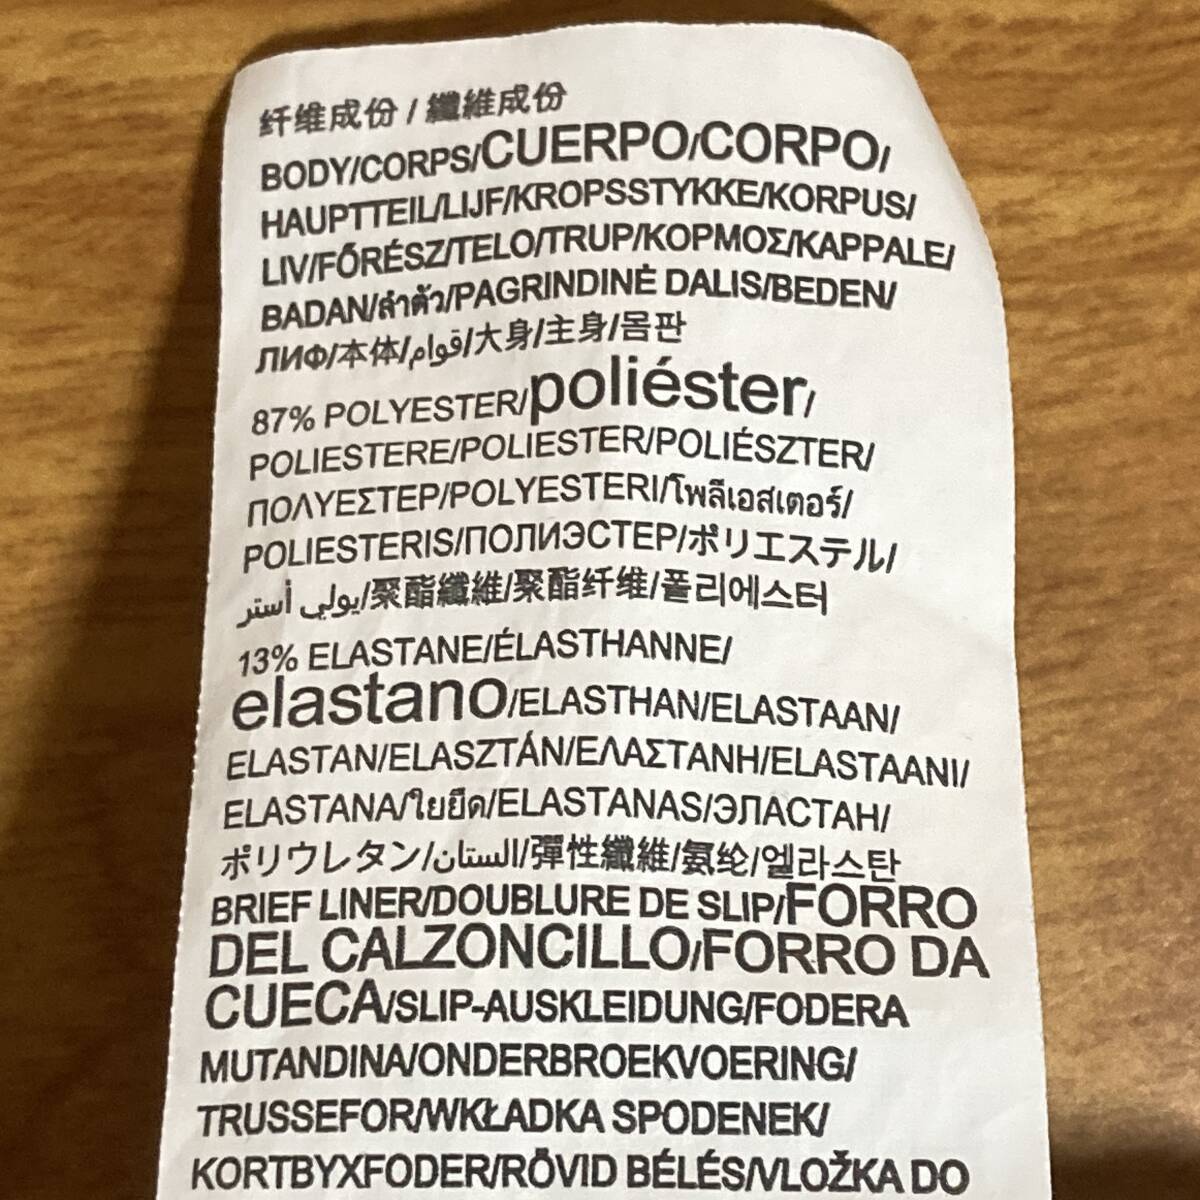 纤维成份 / 纖維成份
BODY/CORPS/CUERPO/CORPO/
HAUPTTEIL/LIJF/KROPSSTYKKE/KORPUS/
LIV/FŐRÉSZ/TELO/TRUP/ΚΟΡΜΟΣ/KAPPALE/
BADAN/ลำตัว/PAGRINDINĖ DALIS/BEDEN/
ЛИФ/本体/قوام/大身/主身/몸판
87% POLYESTER/poliéster/
POLIESTERE/POLIESTER/POLIÉSZTER/
ΠΟΛΥΕΣΤΕΡ/POLYESTERI/โพลีเอสเตอร์/
POLIESTERIS/ПОЛИЭСТЕР/ポリエステル/
يولي أستر/聚酯纖維/聚酯纤维/폴리에스터
13% ELASTANE/ÉLASTHANNE/
elastano/ELASTHAN/ELASTAAN/
ELASTAN/ELASZTÁN/ΕΛΑΣΤΑΝΗ/ELASTAANI/
ELASTANA/ใยยืด/ELASTANAS/ЭЛАСТАН/
ポリウレタン/الستان/彈性纖維/氨纶/엘라스탄
BRIEF LINER/DOUBLURE DE SLIP/FORRO
DEL CALZONCILLO/FORRO DA
CUECA/SLIP-AUSKLEIDUNG/FODERA
MUTANDINA/ONDERBROEKVOERING/
TRUSSEFOR/WKŁADKA SPODENEK/
KORTBYXFODER/RÖVID BÉLÉS/VLOŽKA DO